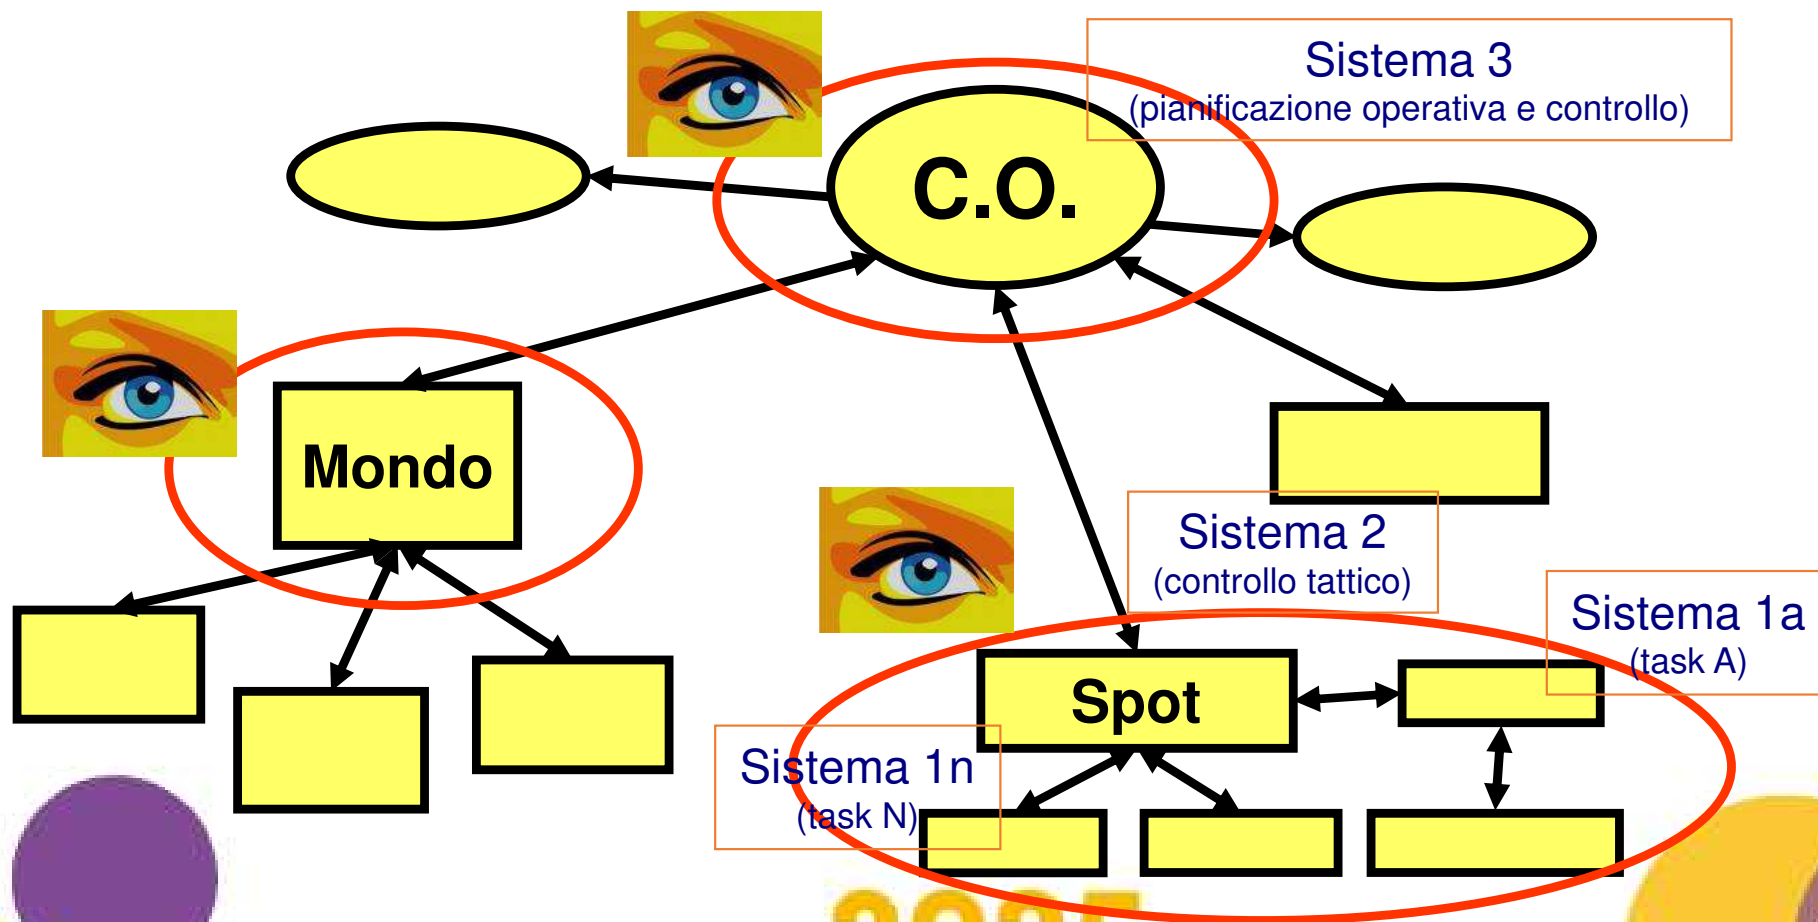 Sistema 3
(pianificazione operativa e controllo)
C.O.
Mondo
Sistema 2
(controllo tattico)
Sistema 1a
(task A)
Spot
Sistema 1n
(task N)